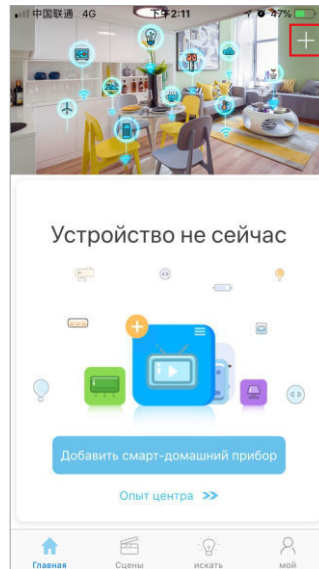 中国联通 4G 下午2:11 47%
Устройство не сейчас
Добавить смарт-домашний прибор
Опыт центра >>
Главная Сцены искать мой